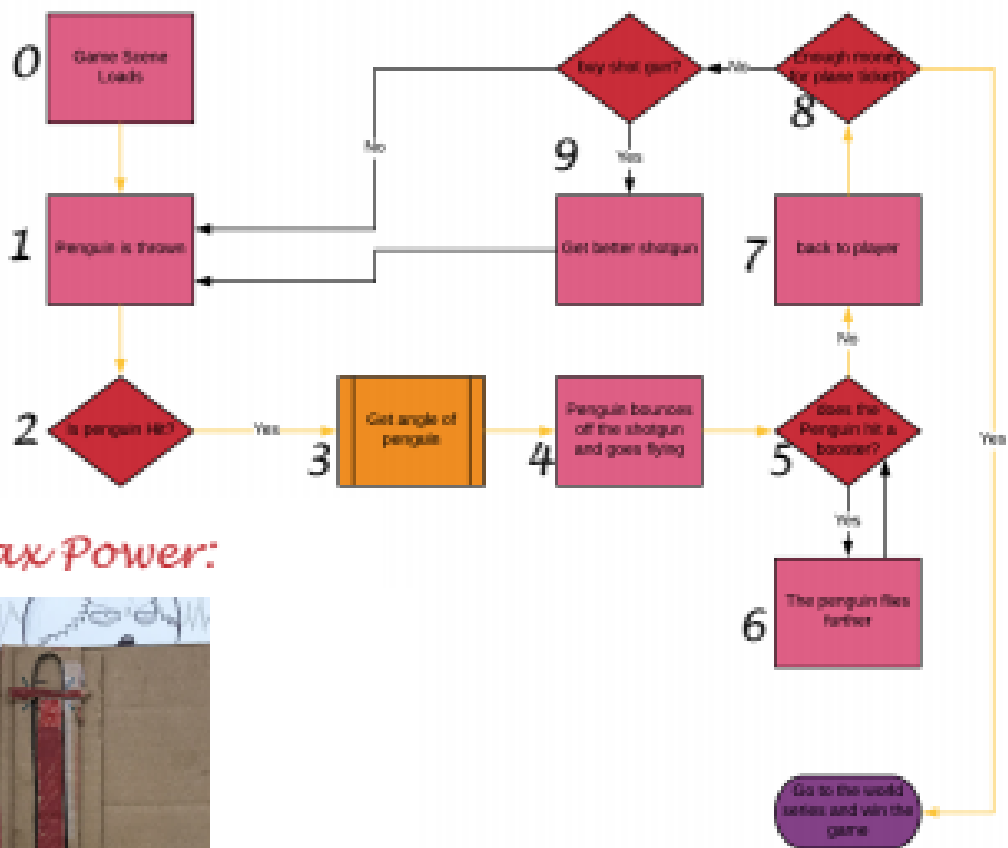 0
Game Scene
Loads
buy shot gun?
No
Enough money
for plane ticket?
8
No
9
Yes
1
Penguin is thrown
Get better shotgun
7
back to player
No
2
Is penguin Hit?
Yes
3
Get angle of
penguin
4
Penguin bounces
off the shotgun
and goes flying
5
does the
Penguin hit a
booster?
Yes
Yes
ax Power:
6
The penguin flies
further
Go to the world
series and win the
game